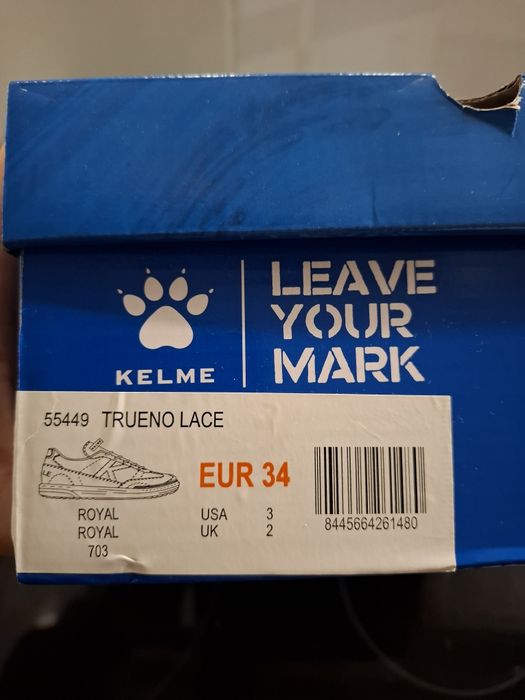 LEAVE
YOUR
MARK
KELME
55449 TRUENO LACE
EUR 34
ROYAL
ROYAL
703
USA 3
UK 2
8445664261480